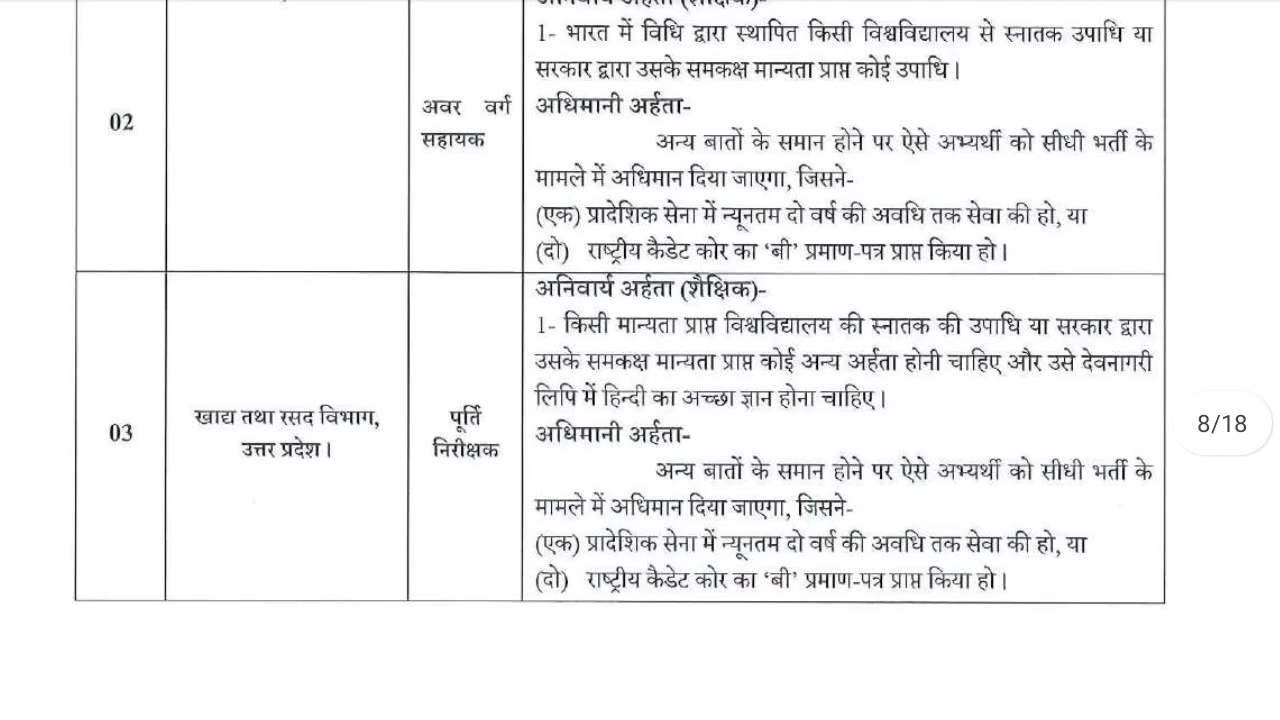 अनिवार्य अर्हता (शैक्षिक)-
1- भारत में विधि द्वारा स्थापित किसी विश्वविद्यालय से स्नातक उपाधि या
सरकार द्वारा उसके समकक्ष मान्यता प्राप्त कोई उपाधि।
02
अवर वर्ग
सहायक
अधिमानी अर्हता-
अन्य बातों के समान होने पर ऐसे अभ्यर्थी को सीधी भर्ती के
मामले में अधिमान दिया जाएगा, जिसने-
(एक) प्रादेशिक सेना में न्यूनतम दो वर्ष की अवधि तक सेवा की हो, या
(दो) राष्ट्रीय कैडेट कोर का ‘बी’ प्रमाण-पत्र प्राप्त किया हो।
03
खाद्य तथा रसद विभाग,
उत्तर प्रदेश।
पूर्ति
निरीक्षक
अनिवार्य अर्हता (शैक्षिक)-
1- किसी मान्यता प्राप्त विश्वविद्यालय की स्नातक की उपाधि या सरकार द्वारा
उसके समकक्ष मान्यता प्राप्त कोई अन्य अर्हता होनी चाहिए और उसे देवनागरी
लिपि में हिन्दी का अच्छा ज्ञान होना चाहिए।
अधिमानी अर्हता-
अन्य बातों के समान होने पर ऐसे अभ्यर्थी को सीधी भर्ती के
मामले में अधिमान दिया जाएगा, जिसने-
(एक) प्रादेशिक सेना में न्यूनतम दो वर्ष की अवधि तक सेवा की हो, या
(दो) राष्ट्रीय कैडेट कोर का ‘बी’ प्रमाण-पत्र प्राप्त किया हो।
8/18